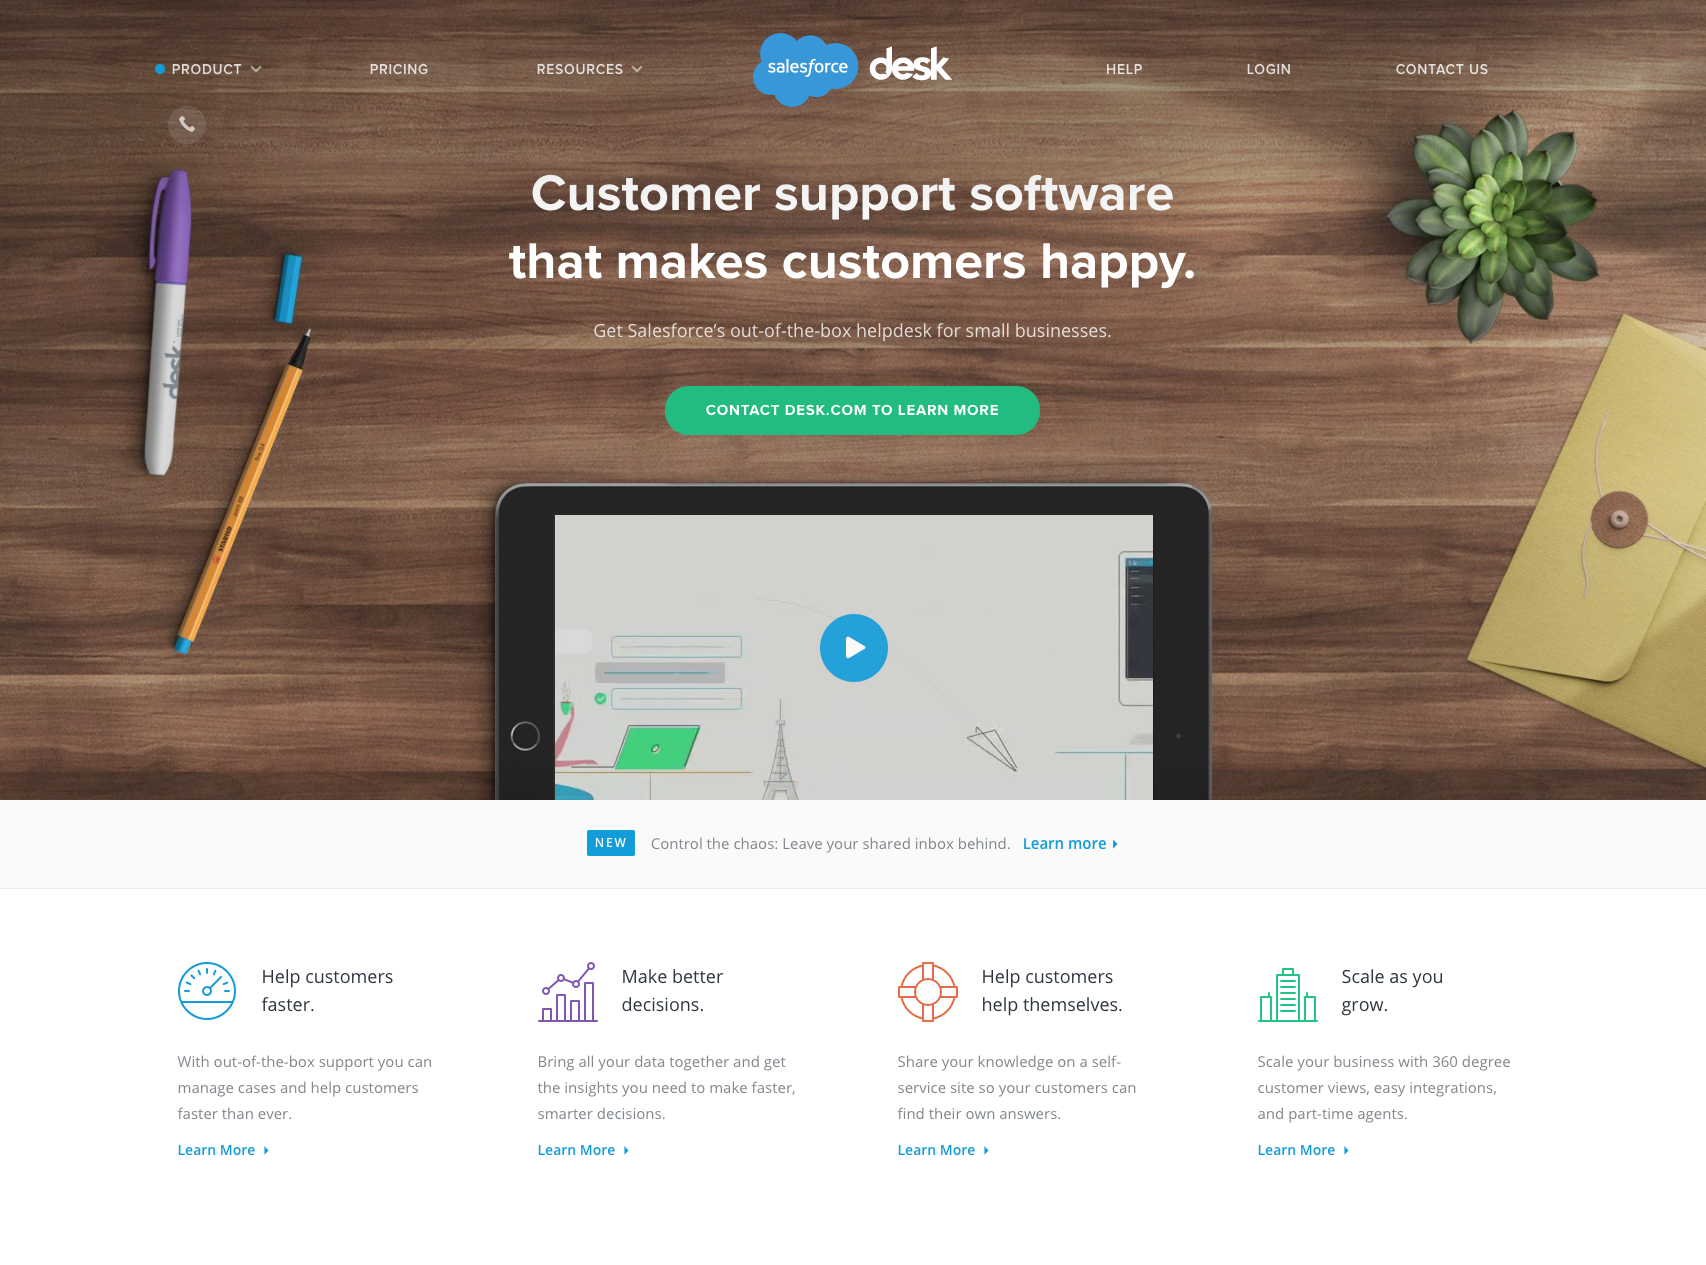 PRODUCT
PRICING
RESOURCES
salesforce desk
HELP
LOGIN
CONTACT US
Customer support software
that makes customers happy.
Get Salesforce's out-of-the-box helpdesk for small businesses.
CONTACT DESK.COM TO LEARN MORE
desk
STABILO
NEW Control the chaos: Leave your shared inbox behind. Learn more
Help customers
faster.
With out-of-the-box support you can
manage cases and help customers
faster than ever.
Learn More
Make better
decisions.
Bring all your data together and get
the insights you need to make faster,
smarter decisions.
Learn More
Help customers
help themselves.
Share your knowledge on a self-
service site so your customers can
find their own answers.
Learn More
Scale as you
grow.
Scale your business with 360 degree
customer views, easy integrations,
and part-time agents.
Learn More